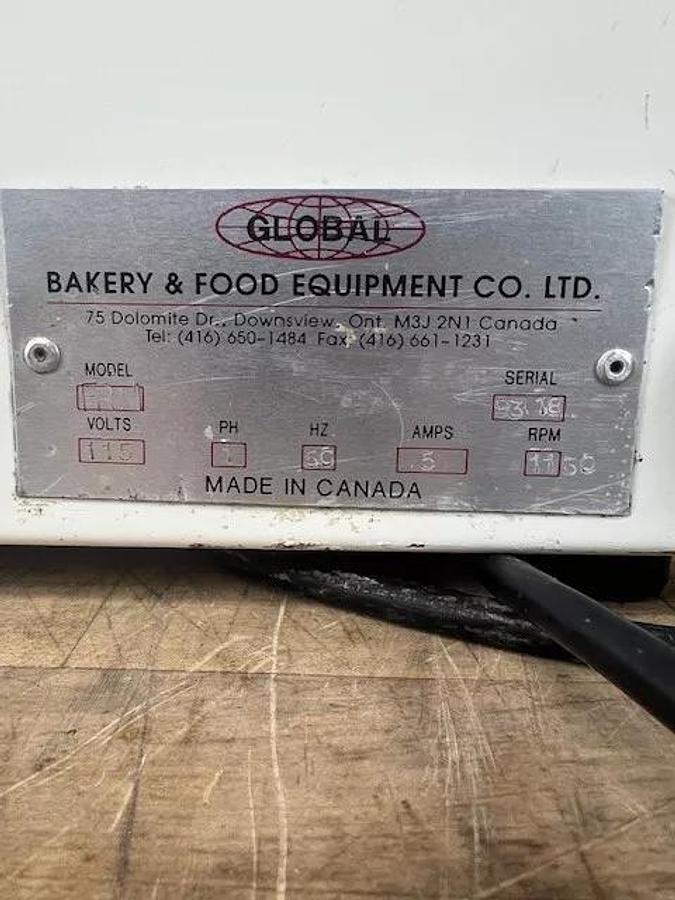 GLOBAL
BAKERY & FOOD EQUIPMENT CO. LTD.
75 Dolomite Dr., Downsview, Ont. M3J 2N1 Canada
Tel: (416) 650-1484 Fax: (416) 661-1231
MODEL SERIAL
VOLTS PH HZ AMPS RPM
115 1 60 .5 1150
MADE IN CANADA